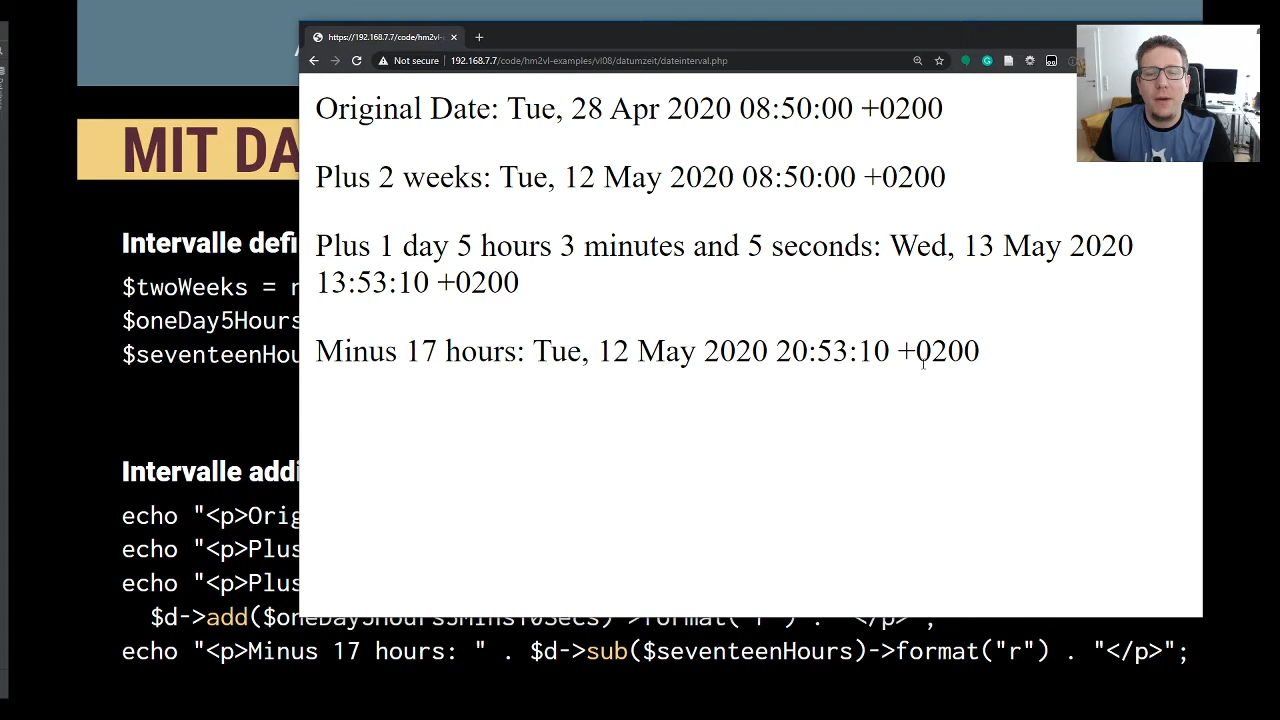 https://192.168.7.7/code/hm2vl-
Not secure 192.168.7.7/code/hm2vl-examples/vl08/datumzeit/dateinterval.php
Original Date: Tue, 28 Apr 2020 08:50:00 +0200
MIT DA
Plus 2 weeks: Tue, 12 May 2020 08:50:00 +0200
Intervalle defi
Plus 1 day 5 hours 3 minutes and 5 seconds: Wed, 13 May 2020
13:53:10 +0200
$twoWeeks =
$oneDay5Hours
$seventeenHou
Minus 17 hours: Tue, 12 May 2020 20:53:10 +0200
Intervalle addi
echo "<p>Orig
echo "<p>Plus
echo "<p>Plus
$d->add($oneDay5Hours3Mins10Secs)->format("r") . "</p>";
echo "<p>Minus 17 hours: " . $d->sub($seventeenHours)->format("r") . "</p>";